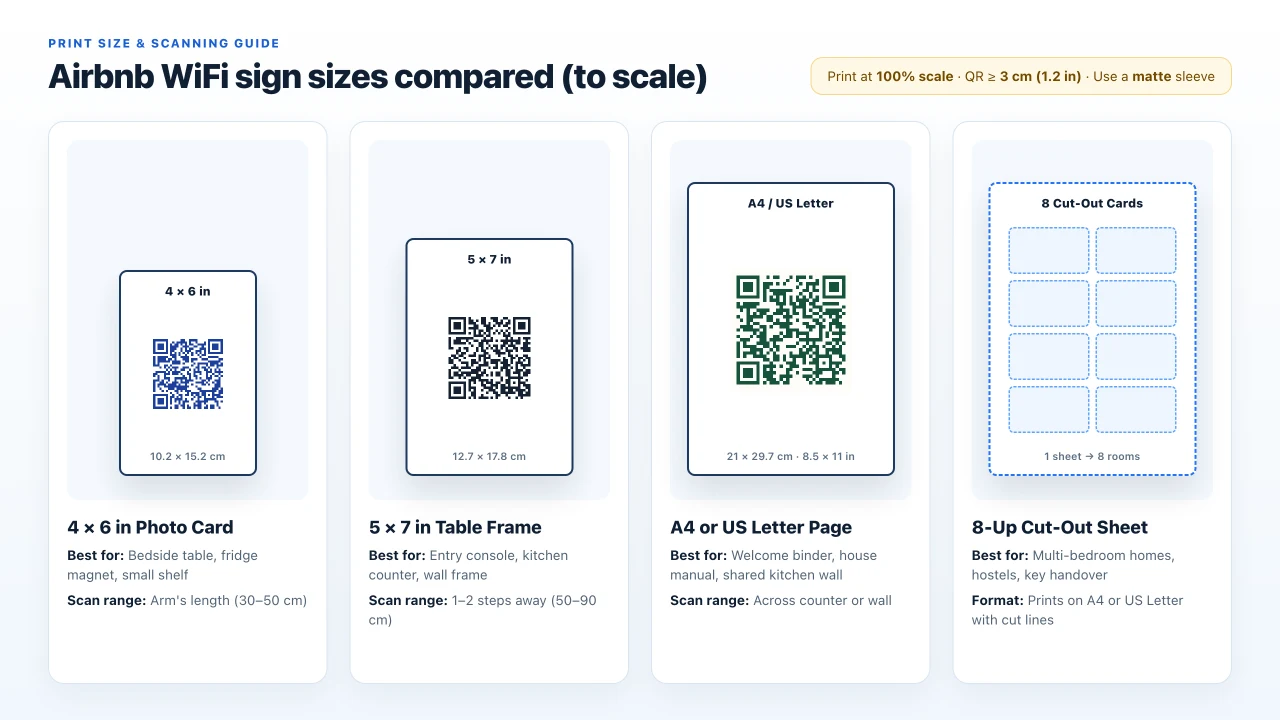 PRINT SIZE & SCANNING GUIDE
Airbnb WiFi sign sizes compared (to scale)
Print at 100% scale · QR ≥ 3 cm (1.2 in) · Use a matte sleeve
4 × 6 in
10.2 × 15.2 cm
4 × 6 in Photo Card
Best for: Bedside table, fridge
magnet, small shelf
Scan range: Arm's length (30–50 cm)
5 × 7 in
12.7 × 17.8 cm
5 × 7 in Table Frame
Best for: Entry console, kitchen
counter, wall frame
Scan range: 1–2 steps away (50–90
cm)
A4 / US Letter
21 × 29.7 cm · 8.5 × 11 in
A4 or US Letter Page
Best for: Welcome binder, house
manual, shared kitchen wall
Scan range: Across counter or wall
8 Cut-Out Cards
1 sheet → 8 rooms
8-Up Cut-Out Sheet
Best for: Multi-bedroom homes,
hostels, key handover
Format: Prints on A4 or US Letter
with cut lines